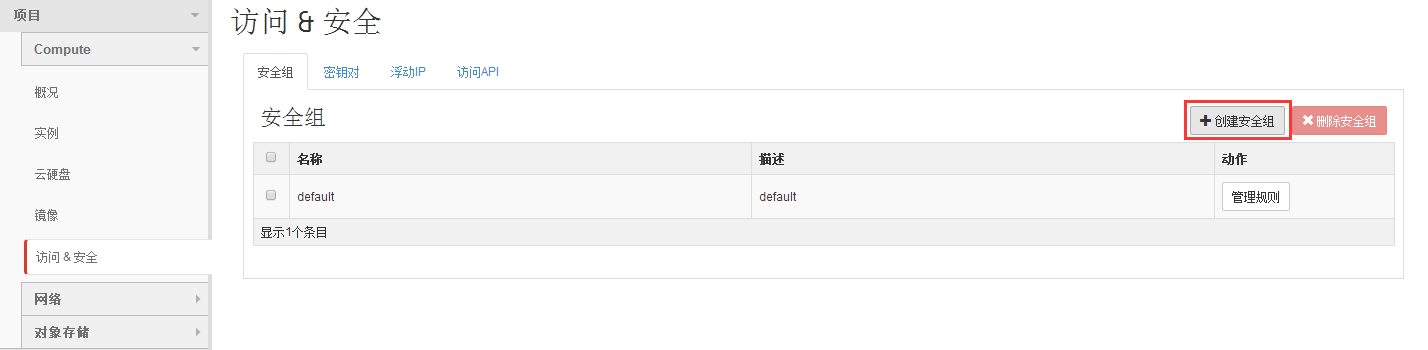 项目
Compute
概况
实例
云硬盘
镜像
访问 & 安全
网络
对象存储
访问 & 安全
安全组 密钥对 浮动IP 访问API
安全组
创建安全组 删除安全组
名称 描述 动作
default default 管理规则
显示1个条目